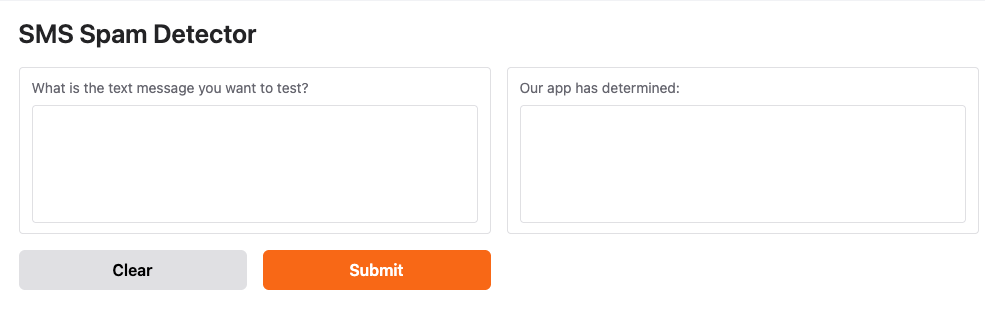 SMS Spam Detector
What is the text message you want to test?
Our app has determined:
Clear
Submit